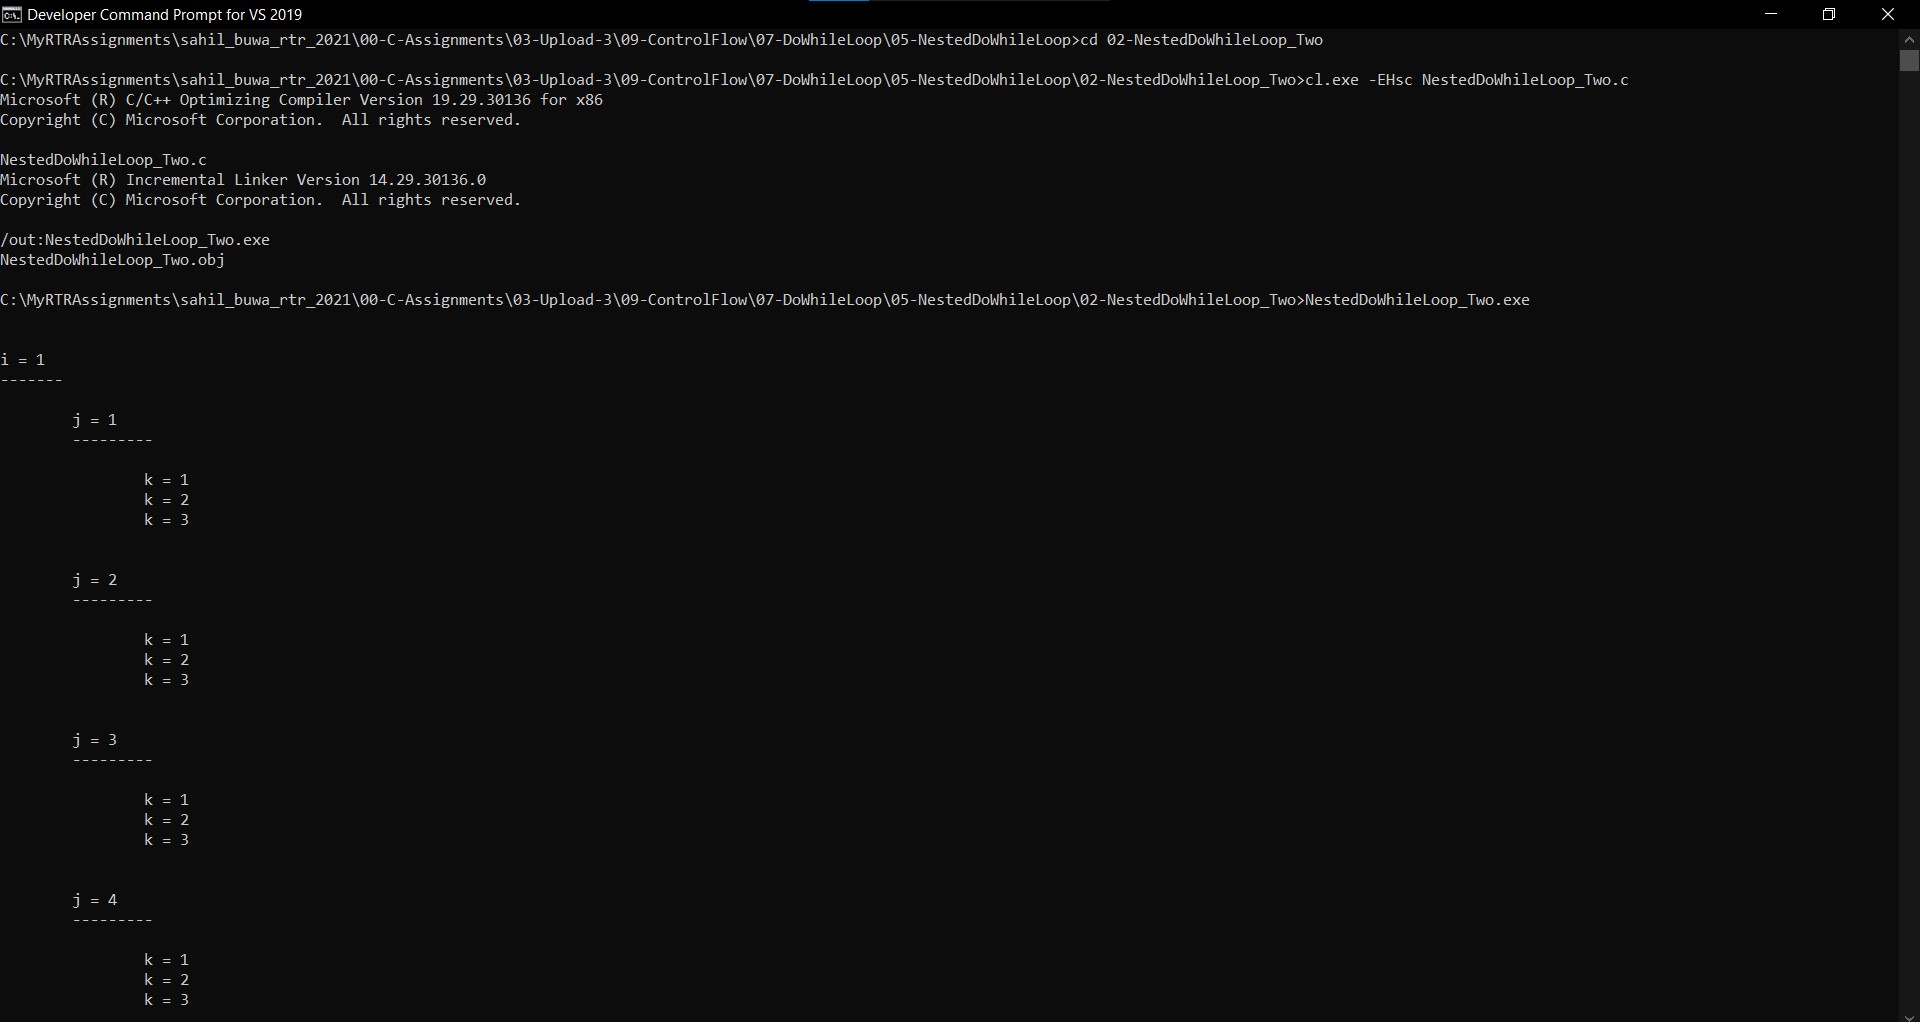 Developer Command Prompt for VS 2019
C:\MyRTRAssignments\sahil_buwa_rtr_2021\00-C-Assignments\03-Upload-3\09-ControlFlow\07-DoWhileLoop\05-NestedDoWhileLoop>cd 02-NestedDoWhileLoop_Two
C:\MyRTRAssignments\sahil_buwa_rtr_2021\00-C-Assignments\03-Upload-3\09-ControlFlow\07-DoWhileLoop\05-NestedDoWhileLoop\02-NestedDoWhileLoop_Two>cl.exe -EHsc NestedDoWhileLoop_Two.c
Microsoft (R) C/C++ Optimizing Compiler Version 19.29.30136 for x86
Copyright (C) Microsoft Corporation.  All rights reserved.
NestedDoWhileLoop_Two.c
Microsoft (R) Incremental Linker Version 14.29.30136.0
Copyright (C) Microsoft Corporation.  All rights reserved.
/out:NestedDoWhileLoop_Two.exe
NestedDoWhileLoop_Two.obj
C:\MyRTRAssignments\sahil_buwa_rtr_2021\00-C-Assignments\03-Upload-3\09-ControlFlow\07-DoWhileLoop\05-NestedDoWhileLoop\02-NestedDoWhileLoop_Two>NestedDoWhileLoop_Two.exe
i = 1
-------
j = 1
---------
k = 1
k = 2
k = 3
j = 2
---------
k = 1
k = 2
k = 3
j = 3
---------
k = 1
k = 2
k = 3
j = 4
---------
k = 1
k = 2
k = 3